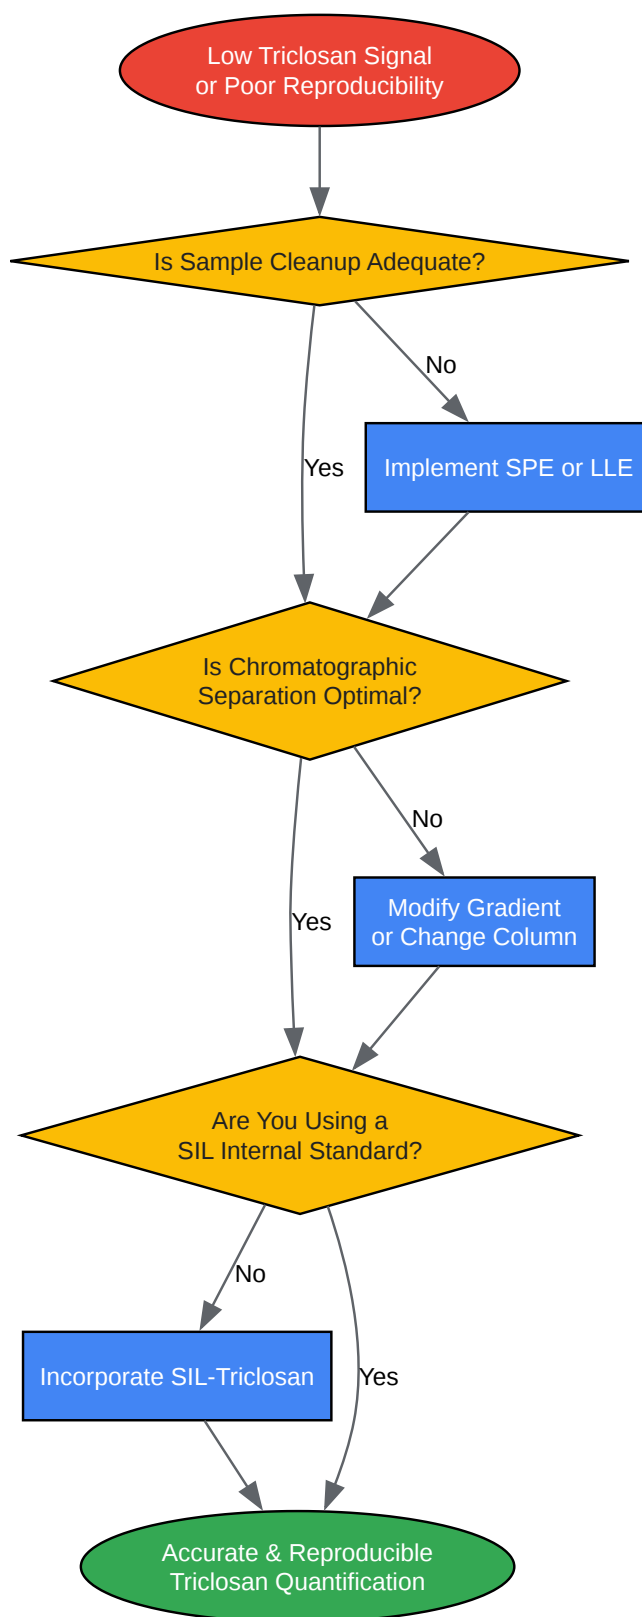 Low Triclosan Signal
or Poor Reproducibility
Is Sample Cleanup Adequate?
No
Yes
Implement SPE or LLE
Is Chromatographic
Separation Optimal?
No
Yes
Modify Gradient
or Change Column
Are You Using a
SIL Internal Standard?
No
Yes
Incorporate SIL-Triclosan
Accurate & Reproducible
Triclosan Quantification